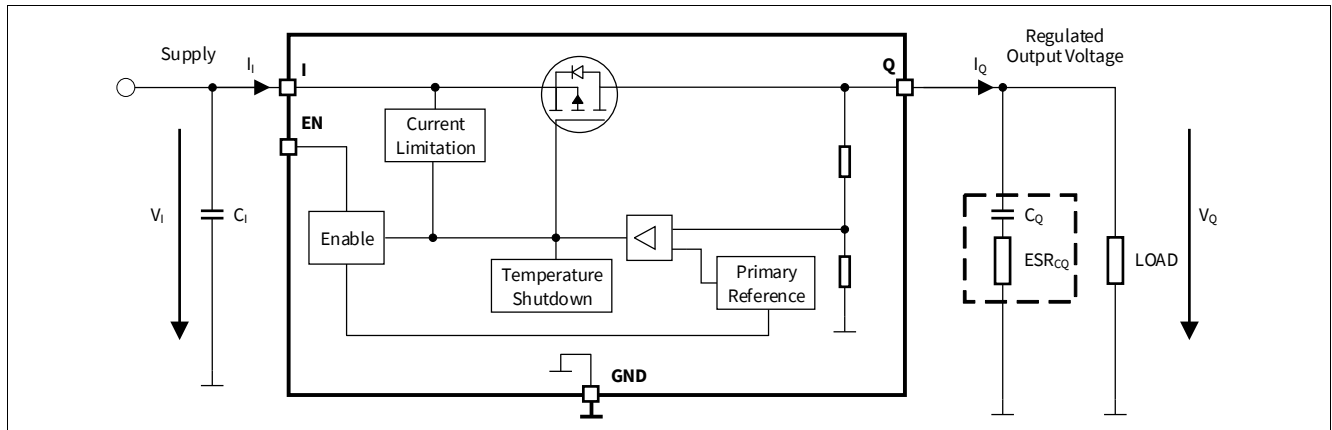 Supply
Regulated
Output Voltage
I_I
I
Q
I_Q
EN
Current
Limitation
V_I
C_I
Enable
Temperature
Shutdown
Primary
Reference
C_Q
ESR_CQ
LOAD
V_Q
GND